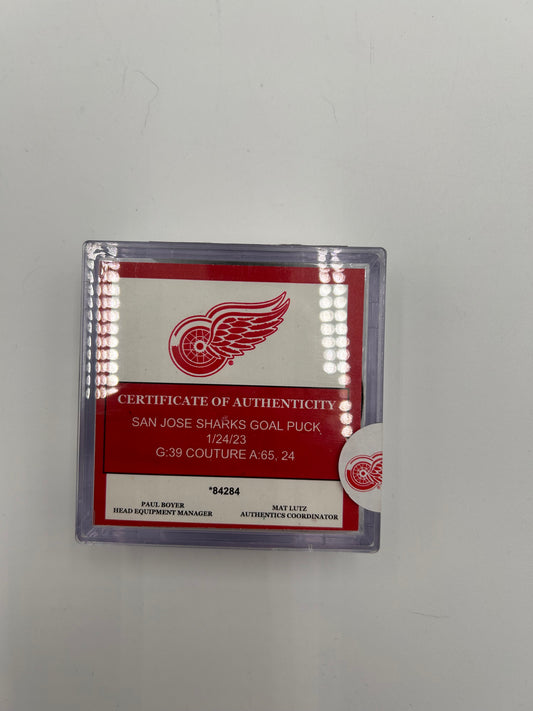 CERTIFICATE OF AUTHENTICITY
SAN JOSE SHARKS GOAL PUCK
1/24/23
G:39 COUTURE A:65, 24
*84284
PAUL BOYER
HEAD EQUIPMENT MANAGER
MAT LUTZ
AUTHENTICS COORDINATOR